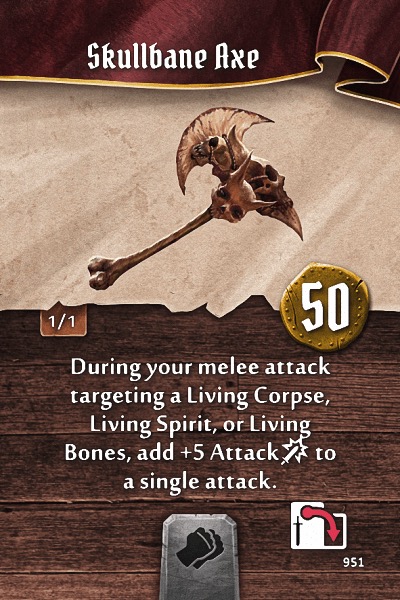 Skullbane Axe
1/1
50
During your melee attack
targeting a Living Corpse,
Living Spirit, or Living
Bones, add +5 Attack to
a single attack.
951